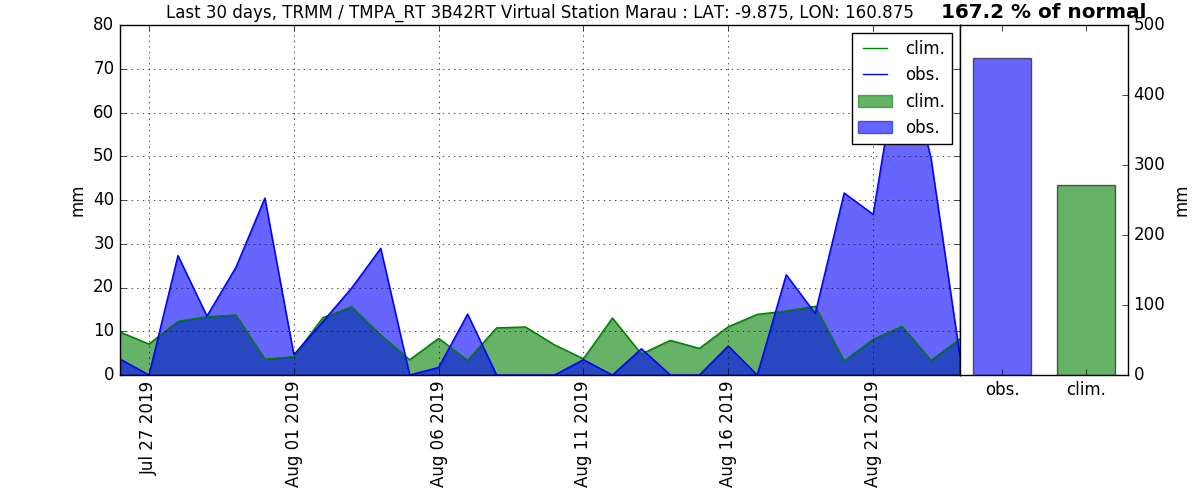 Last 30 days, TRMM / TMPA_RT 3B42RT Virtual Station Marau : LAT: -9.875, LON: 160.875
167.2 % of normal
80
70
60
50
40
30
20
10
0
mm
clim.
obs.
clim.
obs.
Jul 27 2019
Aug 01 2019
Aug 06 2019
Aug 11 2019
Aug 16 2019
Aug 21 2019
500
400
300
200
100
0
mm
obs.
clim.